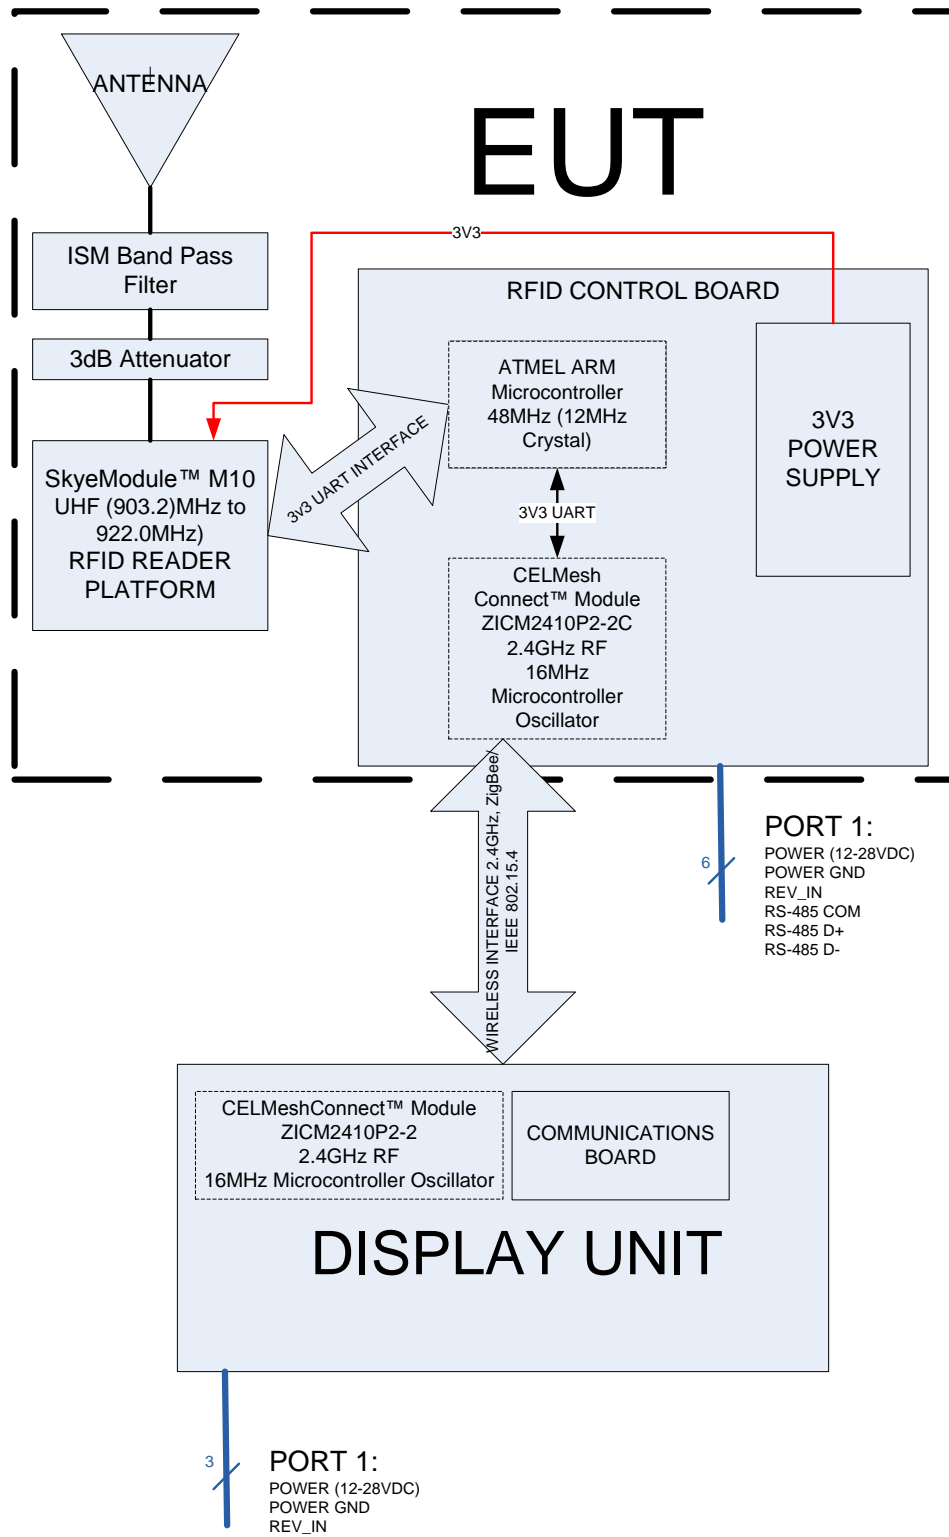 ANTENNA
EUT
3V3
ISM Band Pass
Filter
RFID CONTROL BOARD
3dB Attenuator
ATMEL ARM
Microcontroller
48MHz (12MHz
Crystal)
3V3
POWER
SUPPLY
3v3 UART INTERFACE
SkyeModule™ M10
UHF (903.2)MHz to
922.0MHz)
RFID READER
PLATFORM
3V3 UART
CELMesh
Connect™ Module
ZICM2410P2-2C
2.4GHz RF
16MHz
Microcontroller
Oscillator
WIRELESS INTERFACE 2.4GHz, ZigBee/
IEEE 802.15.4
6
PORT 1:
POWER (12-28VDC)
POWER GND
REV_IN
RS-485 COM
RS-485 D+
RS-485 D-
CELMeshConnect™ Module
ZICM2410P2-2
2.4GHz RF
16MHz Microcontroller Oscillator
COMMUNICATIONS
BOARD
DISPLAY UNIT
3
PORT 1:
POWER (12-28VDC)
POWER GND
REV_IN